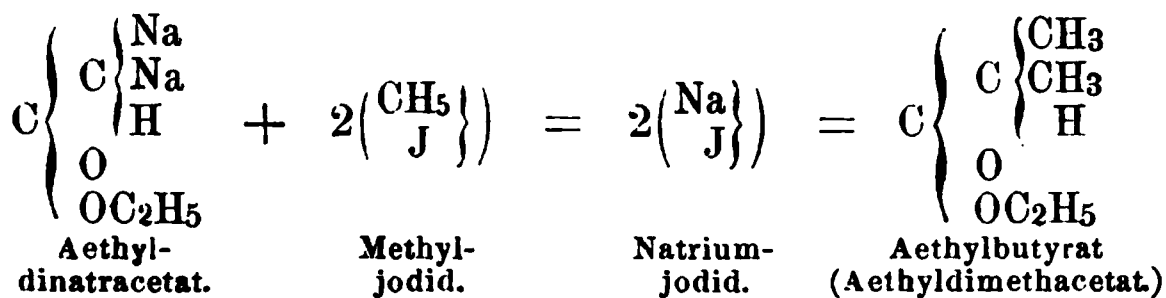 C { C { Na Na H O OC2H5 + 2( CH5 J } ) = 2( Na J } ) = C { C { CH3 CH3 H O OC2H5
Aethyl- Methyl- Natrium- Aethylbutyrat
dinatracetat. jodid. jodid. (Aethyldimethacetat.)